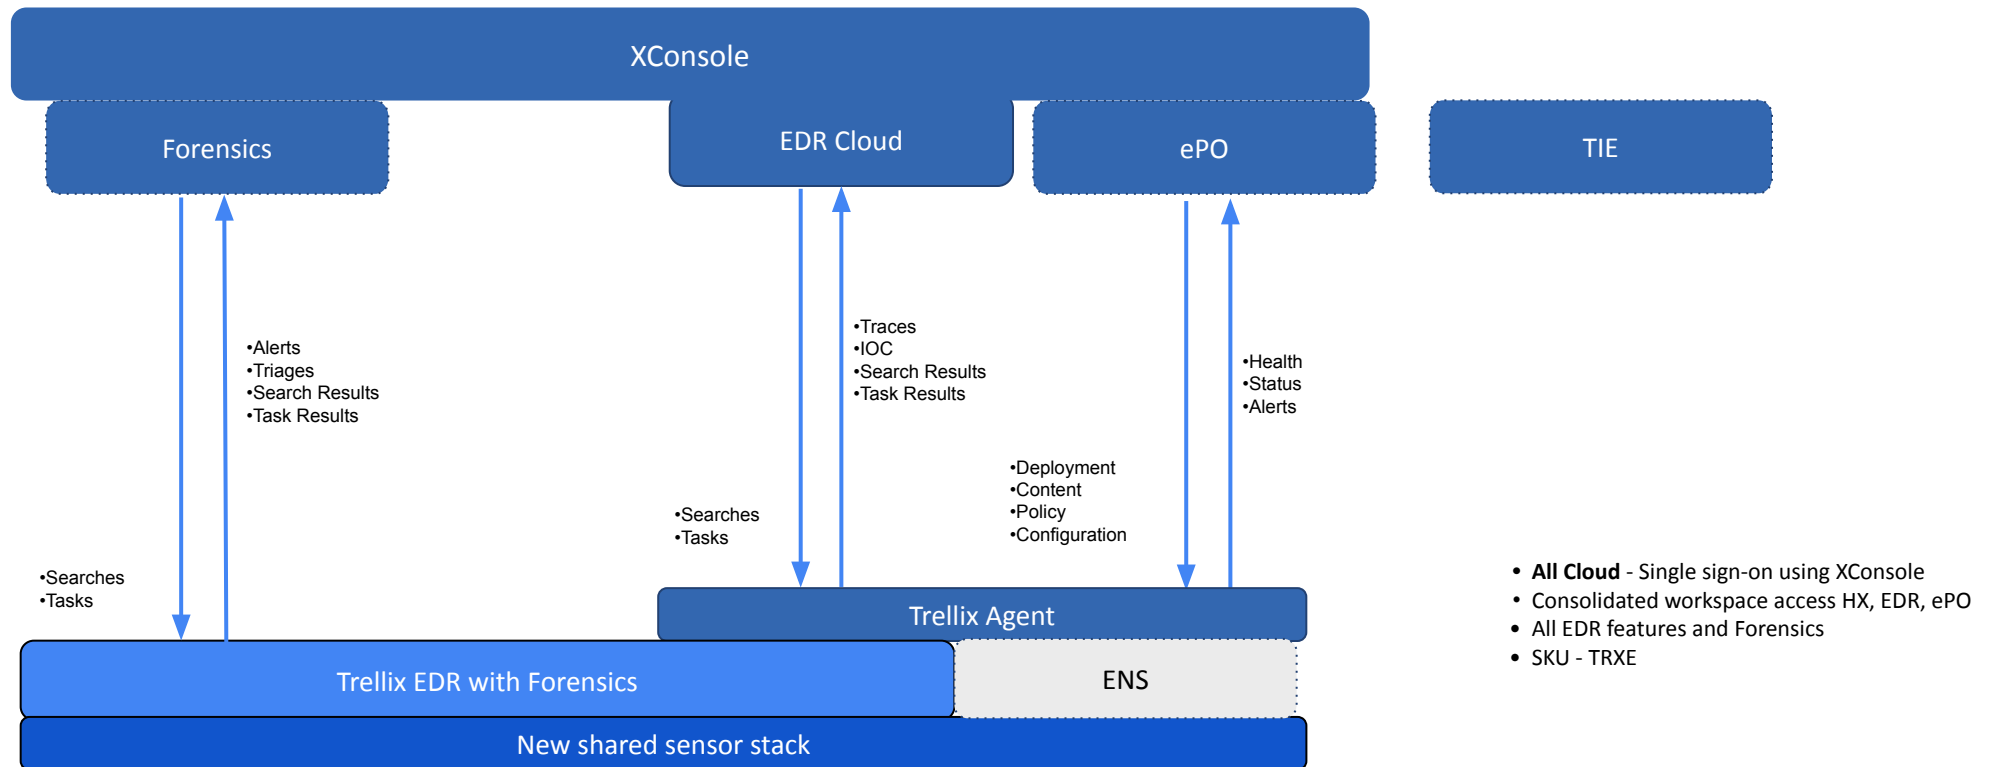 XConsole
Forensics
EDR Cloud
ePO
TIE
•Alerts
•Triages
•Search Results
•Task Results
•Searches
•Tasks
•Traces
•IOC
•Search Results
•Task Results
•Searches
•Tasks
•Health
•Status
•Alerts
•Deployment
•Content
•Policy
•Configuration
Trellix Agent
Trellix EDR with Forensics
ENS
New shared sensor stack
• All Cloud - Single sign-on using XConsole
• Consolidated workspace access HX, EDR, ePO
• All EDR features and Forensics
• SKU - TRXE